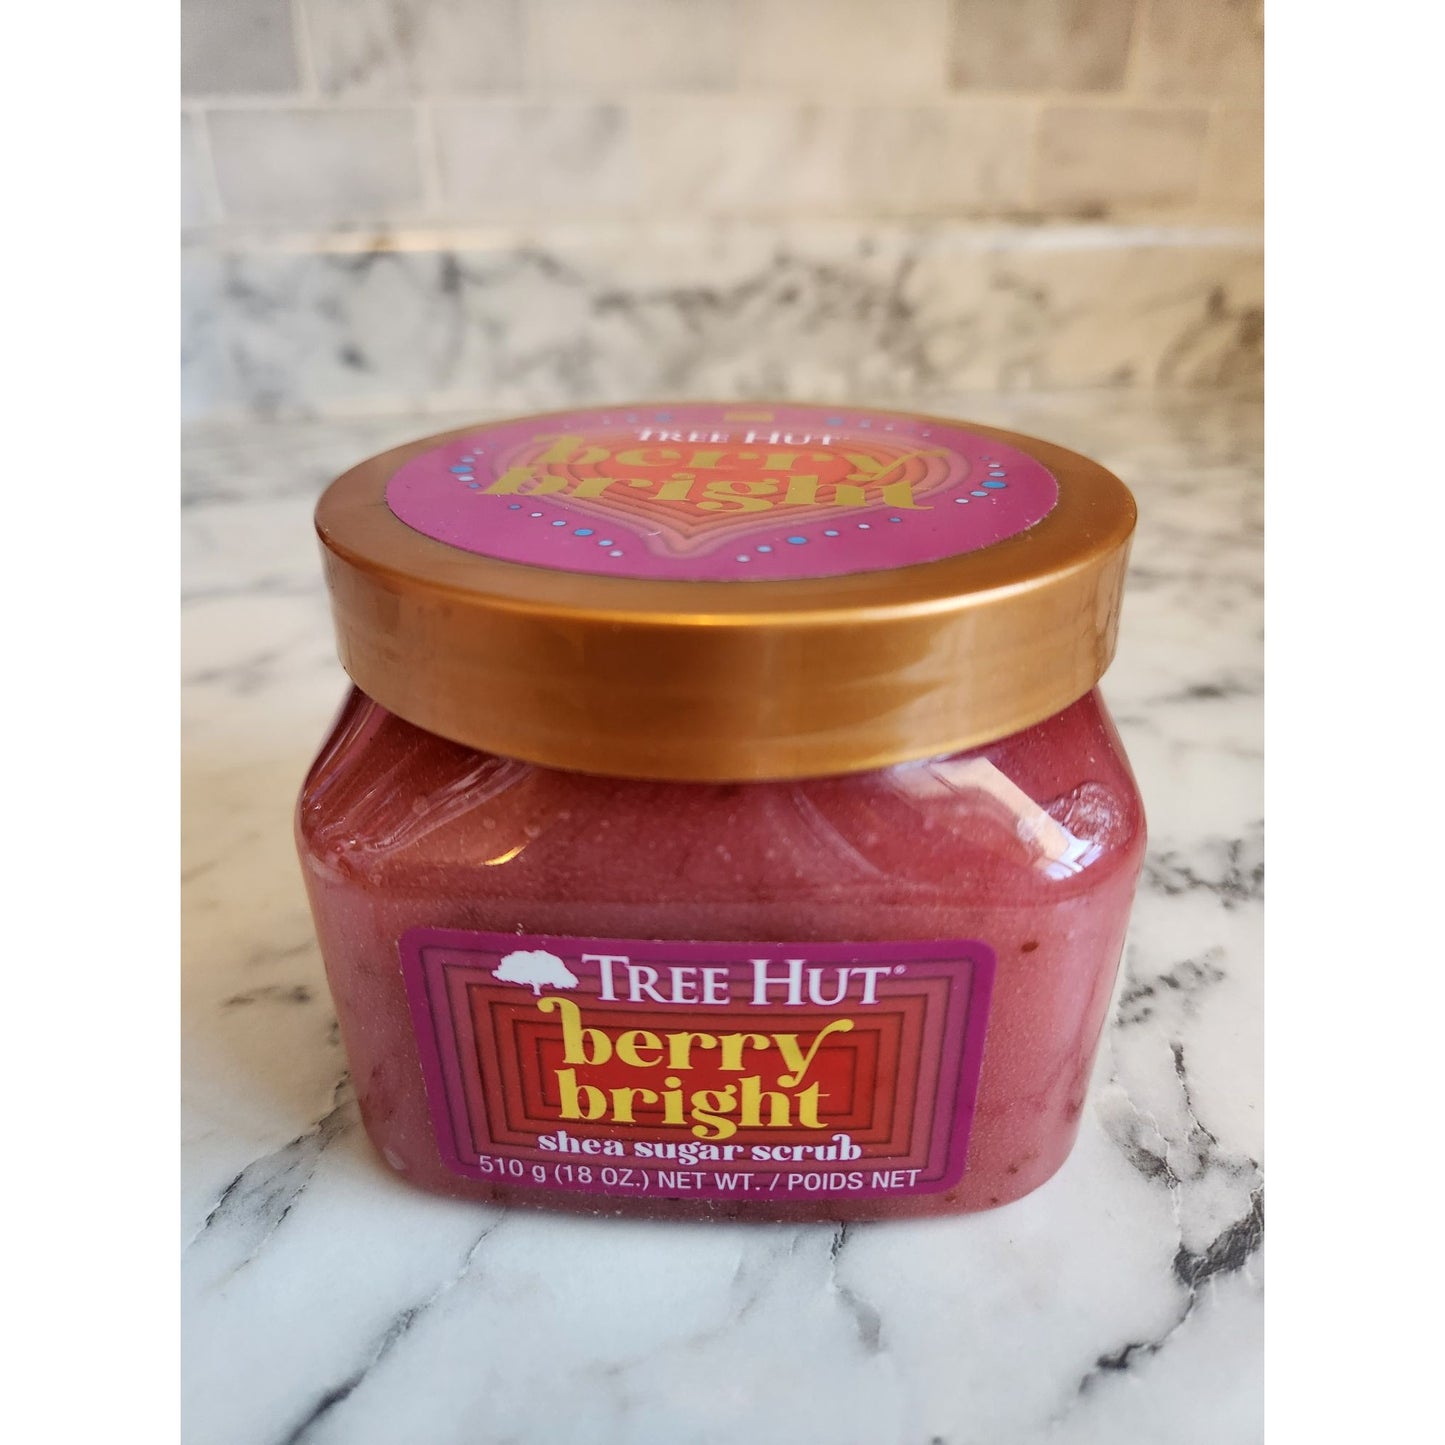 TREE HUT
berry
bright
TREE HUT®
berry
bright
shea sugar scrub
510 g (18 OZ.) NET WT. / POIDS NET